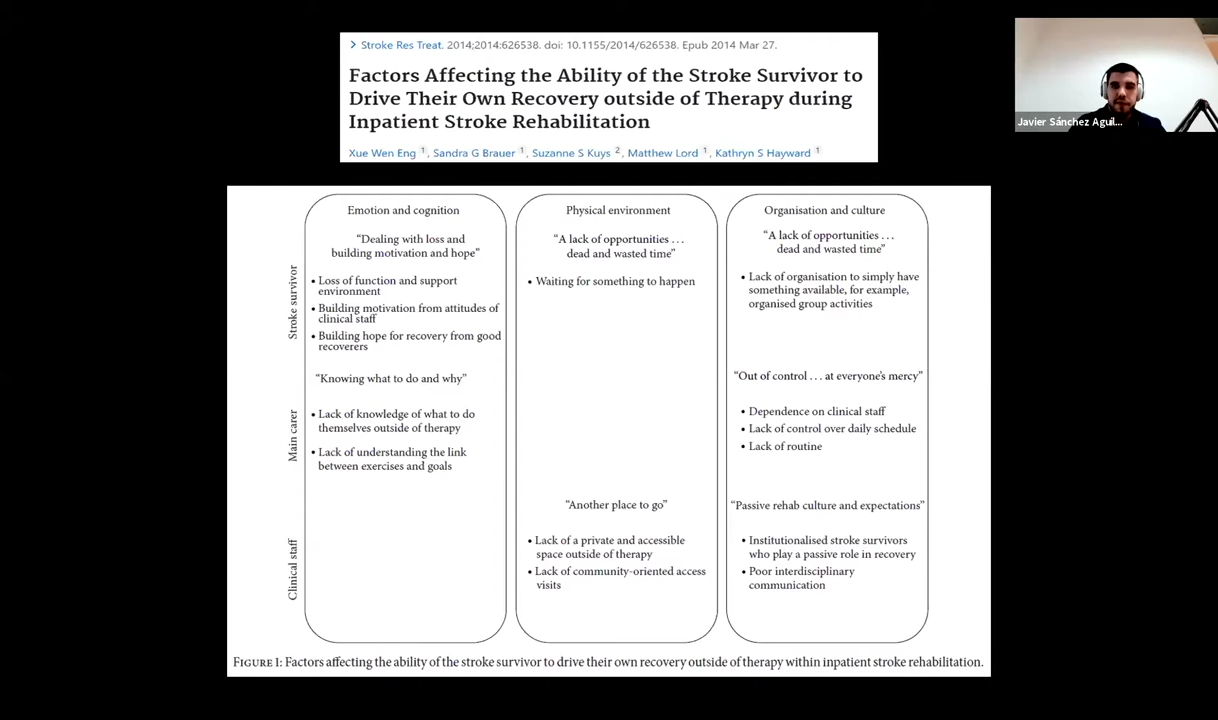 > Stroke Res Treat. 2014;2014:626538. doi: 10.1155/2014/626538. Epub 2014 Mar 27.
Factors Affecting the Ability of the Stroke Survivor to
Drive Their Own Recovery outside of Therapy during
Inpatient Stroke Rehabilitation
Xue Wen Eng 1, Sandra G Brauer 1, Suzanne S Kuys 2, Matthew Lord 1, Kathryn S Hayward 1
Javier Sánchez Aguil...
Stroke survivor
Main carer
Clinical staff
Emotion and cognition
“Dealing with loss and
building motivation and hope”
• Loss of function and support
environment
• Building motivation from attitudes of
clinical staff
• Building hope for recovery from good
recoverers
“Knowing what to do and why”
• Lack of knowledge of what to do
themselves outside of therapy
• Lack of understanding the link
between exercises and goals
Physical environment
“A lack of opportunities . . .
dead and wasted time”
• Waiting for something to happen
“Another place to go”
• Lack of a private and accessible
space outside of therapy
• Lack of community-oriented access
visits
Organisation and culture
“A lack of opportunities . . .
dead and wasted time”
• Lack of organisation to simply have
something available, for example,
organised group activities
“Out of control . . . at everyone’s mercy”
• Dependence on clinical staff
• Lack of control over daily schedule
• Lack of routine
“Passive rehab culture and expectations”
• Institutionalised stroke survivors
who play a passive role in recovery
• Poor interdisciplinary
communication
FIGURE 1: Factors affecting the ability of the stroke survivor to drive their own recovery outside of therapy within inpatient stroke rehabilitation.